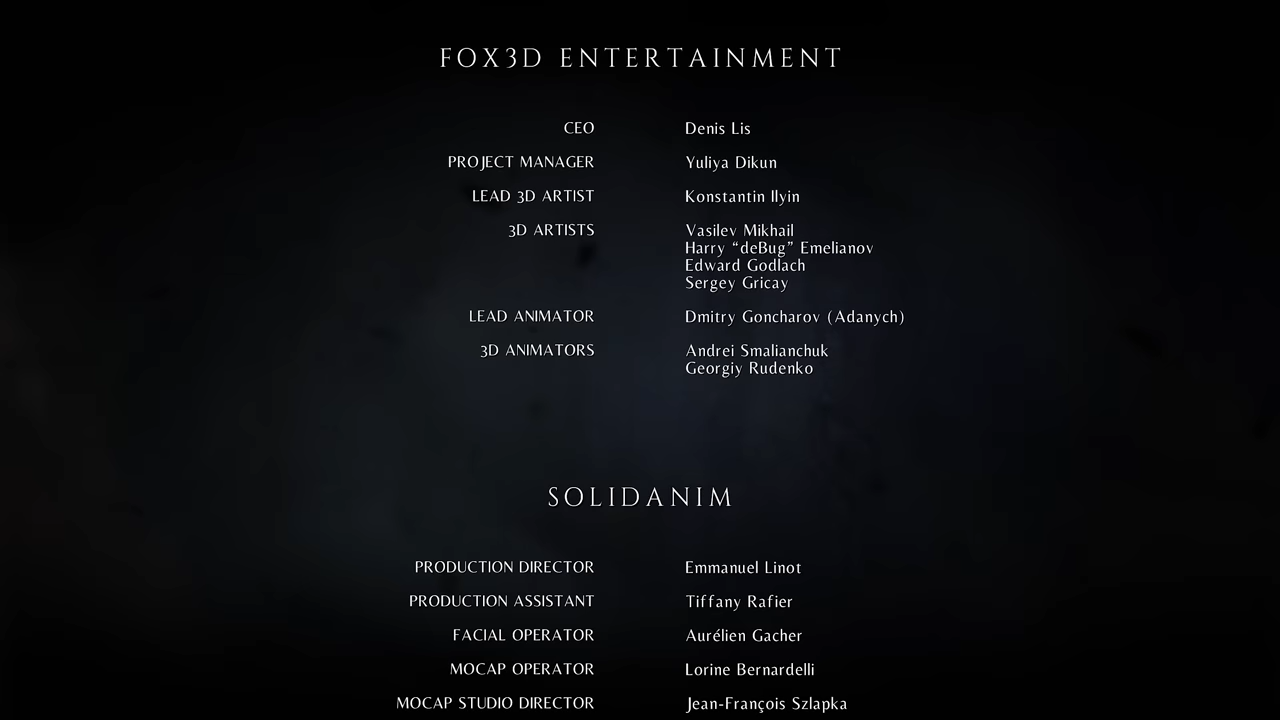 FOX3D ENTERTAINMENT
CEO Denis Lis
PROJECT MANAGER Yuliya Dikun
LEAD 3D ARTIST Konstantin Ilyin
3D ARTISTS Vasilev Mikhail
Harry “deBug” Emelianov
Edward Godlach
Sergey Gricay
LEAD ANIMATOR Dmitry Goncharov (Adanych)
3D ANIMATORS Andrei Smalianchuk
Georgiy Rudenko
SOLIDANIM
PRODUCTION DIRECTOR Emmanuel Linot
PRODUCTION ASSISTANT Tiffany Rafier
FACIAL OPERATOR Aurélien Gacher
MOCAP OPERATOR Lorine Bernardelli
MOCAP STUDIO DIRECTOR Jean-François Szlapka